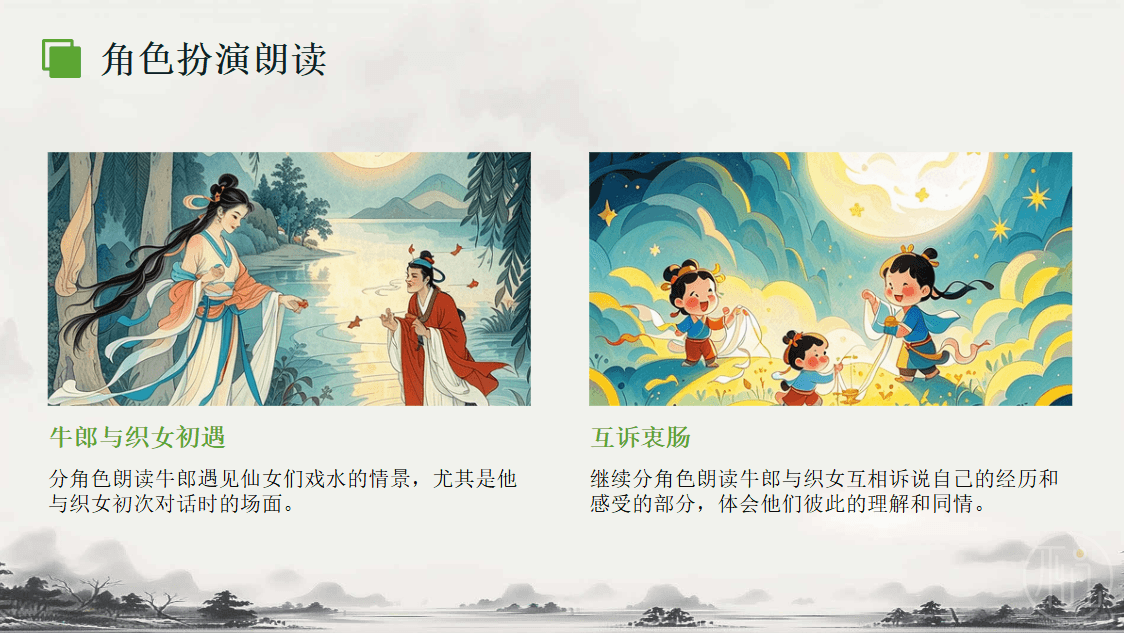 角色扮演朗读
牛郎与织女初遇
分角色朗读牛郎遇见仙女们戏水的情景，尤其是他
与织女初次对话时的场面。
互诉衷肠
继续分角色朗读牛郎与织女互相诉说自己的经历和
感受的部分，体会他们彼此的理解和同情。